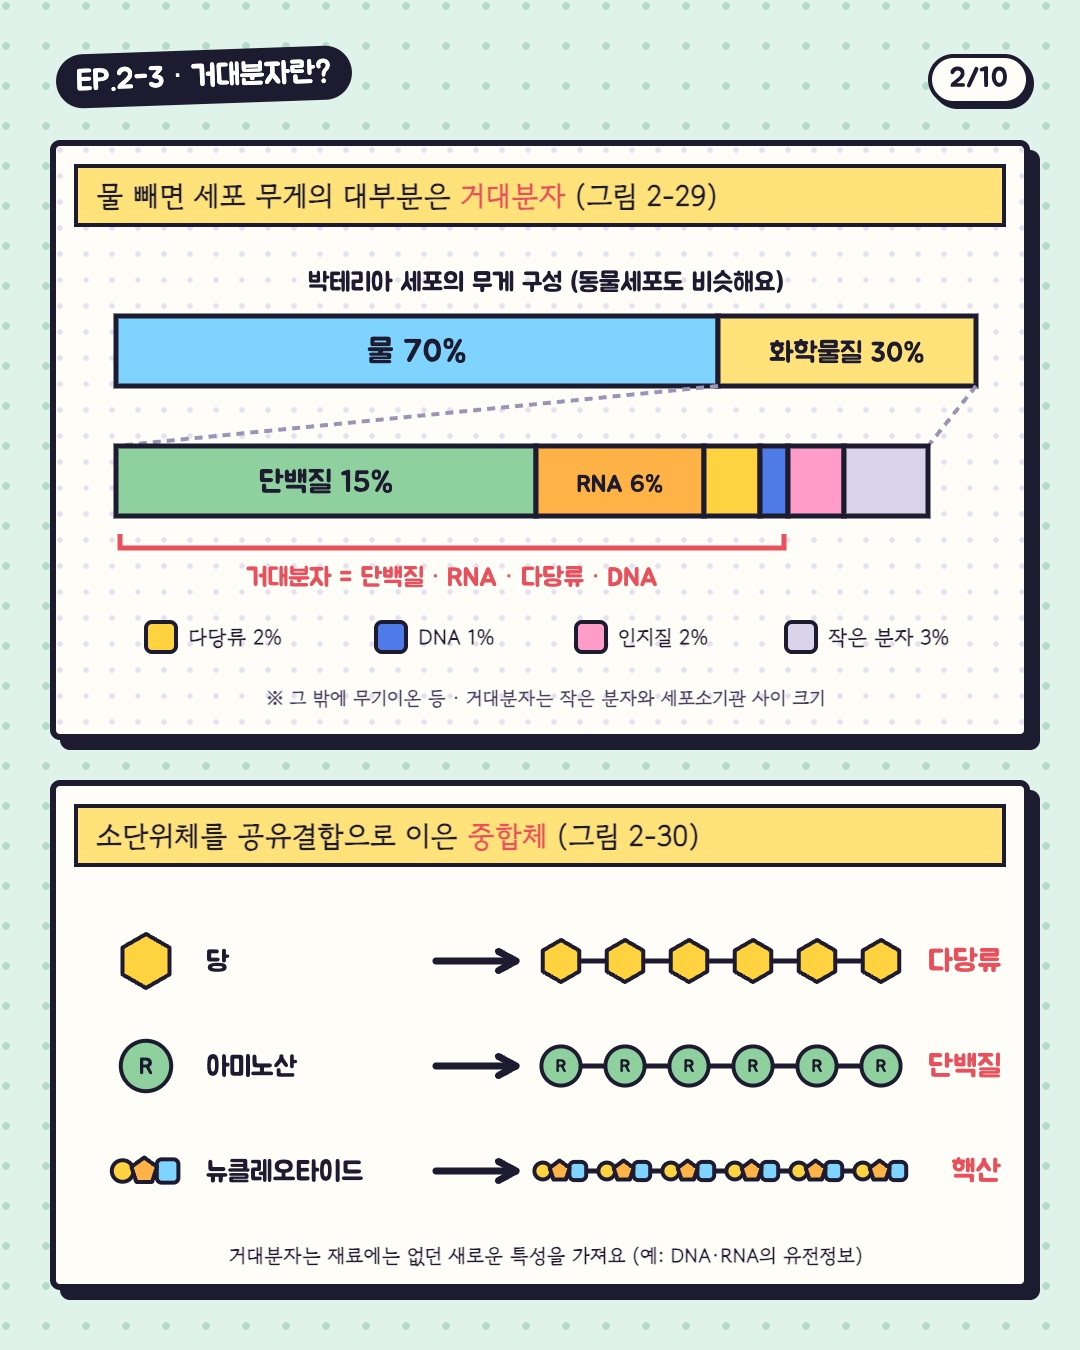 EP.2-3 · 거대분자란?
2/10
물 빼면 세포 무게의 대부분은 거대분자 (그림 2-29)
박테리아 세포의 무게 구성 (동물세포도 비슷해요)
물 70%
화학물질 30%
단백질 15%
RNA 6%
거대분자 = 단백질 · RNA · 다당류 · DNA
다당류 2%
DNA 1%
인지질 2%
작은 분자 3%
※ 그 밖에 무기이온 등 · 거대분자는 작은 분자와 세포소기관 사이 크기
소단위체를 공유결합으로 이은 중합체 (그림 2-30)
당
다당류
R 아미노산
R R R R R R
단백질
뉴클레오타이드
핵산
거대분자는 재료에는 없던 새로운 특성을 가져요 (예: DNA·RNA의 유전정보)